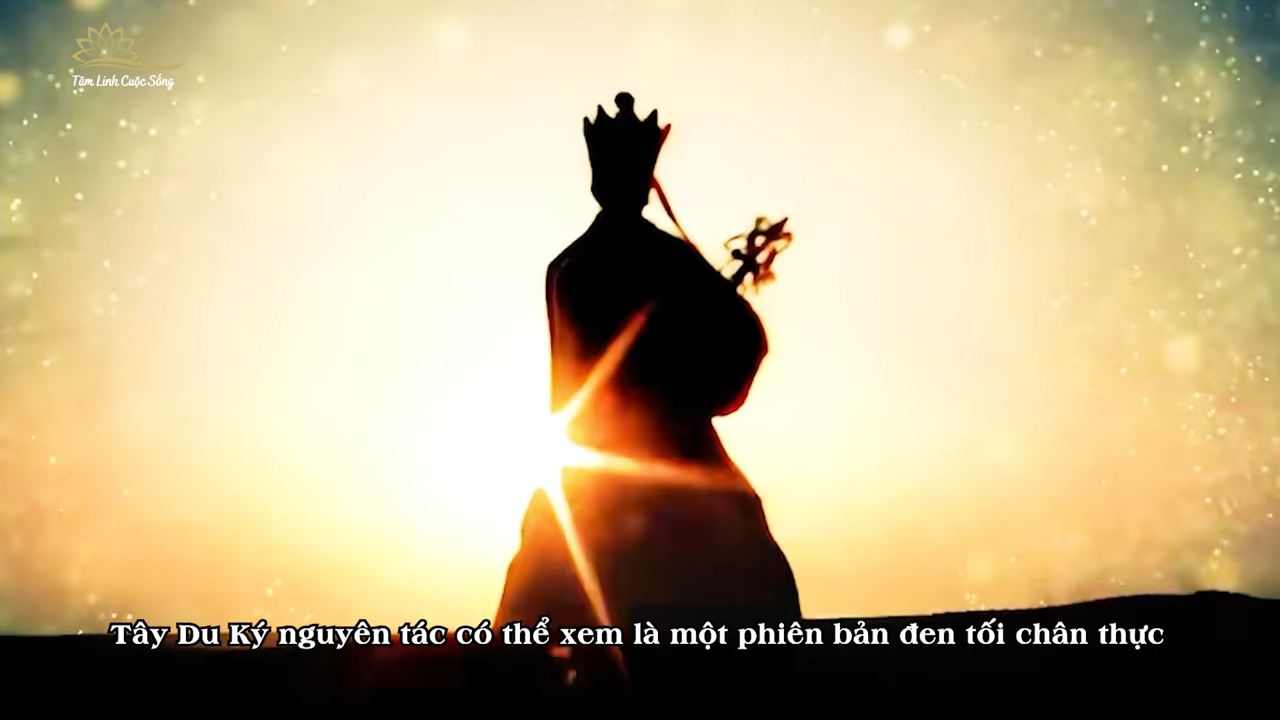 Tâm Linh Cuộc Sống
Tây Du Ký nguyên tác có thể xem là một phiên bản đen tối chân thực